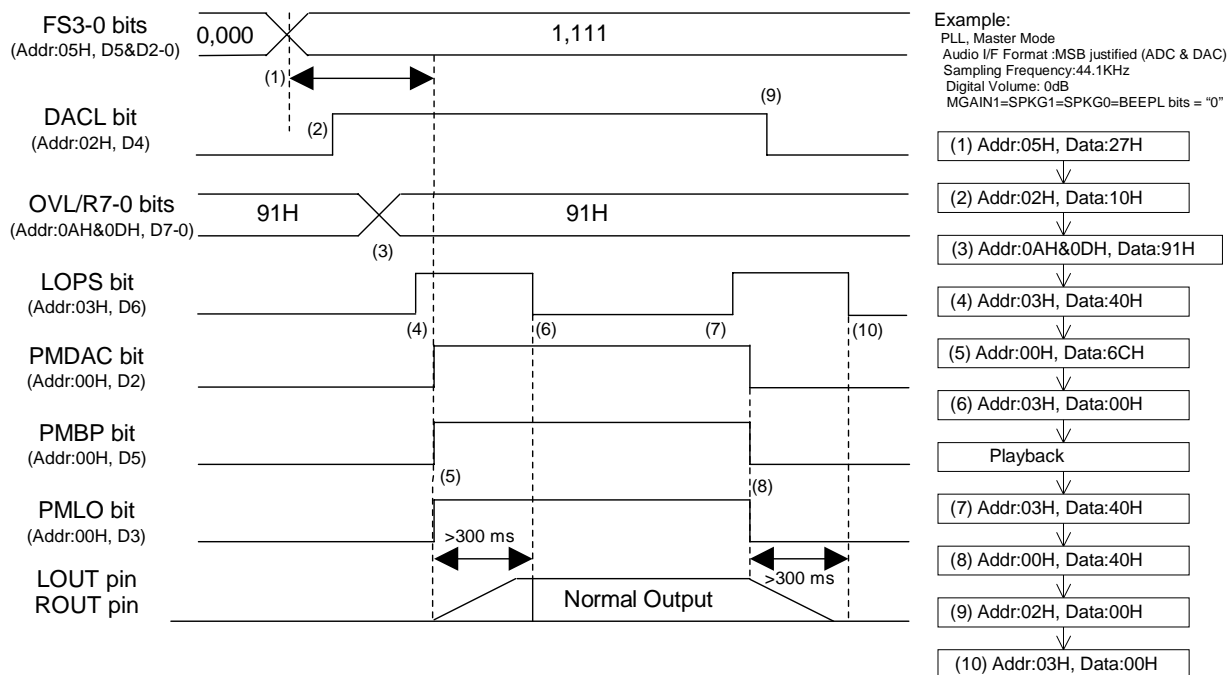 FS3-0 bits
(Addr:05H, D5&D2-0)
0,000
1,111
(1)
DACL bit
(Addr:02H, D4)
(2)
(9)
OVL/R7-0 bits
(Addr:0AH&0DH, D7-0)
91H
91H
(3)
LOPS bit
(Addr:03H, D6)
(4)
(6)
(7)
(10)
PMDAC bit
(Addr:00H, D2)
PMBP bit
(Addr:00H, D5)
(5)
(8)
PMLO bit
(Addr:00H, D3)
>300 ms
>300 ms
LOUT pin
ROUT pin
Normal Output
Example:
PLL, Master Mode
Audio I/F Format :MSB justified (ADC & DAC)
Sampling Frequency:44.1KHz
Digital Volume: 0dB
MGAIN1=SPKG1=SPKG0=BEEPL bits = “0”
(1) Addr:05H, Data:27H
(2) Addr:02H, Data:10H
(3) Addr:0AH&0DH, Data:91H
(4) Addr:03H, Data:40H
(5) Addr:00H, Data:6CH
(6) Addr:03H, Data:00H
Playback
(7) Addr:03H, Data:40H
(8) Addr:00H, Data:40H
(9) Addr:02H, Data:00H
(10) Addr:03H, Data:00H